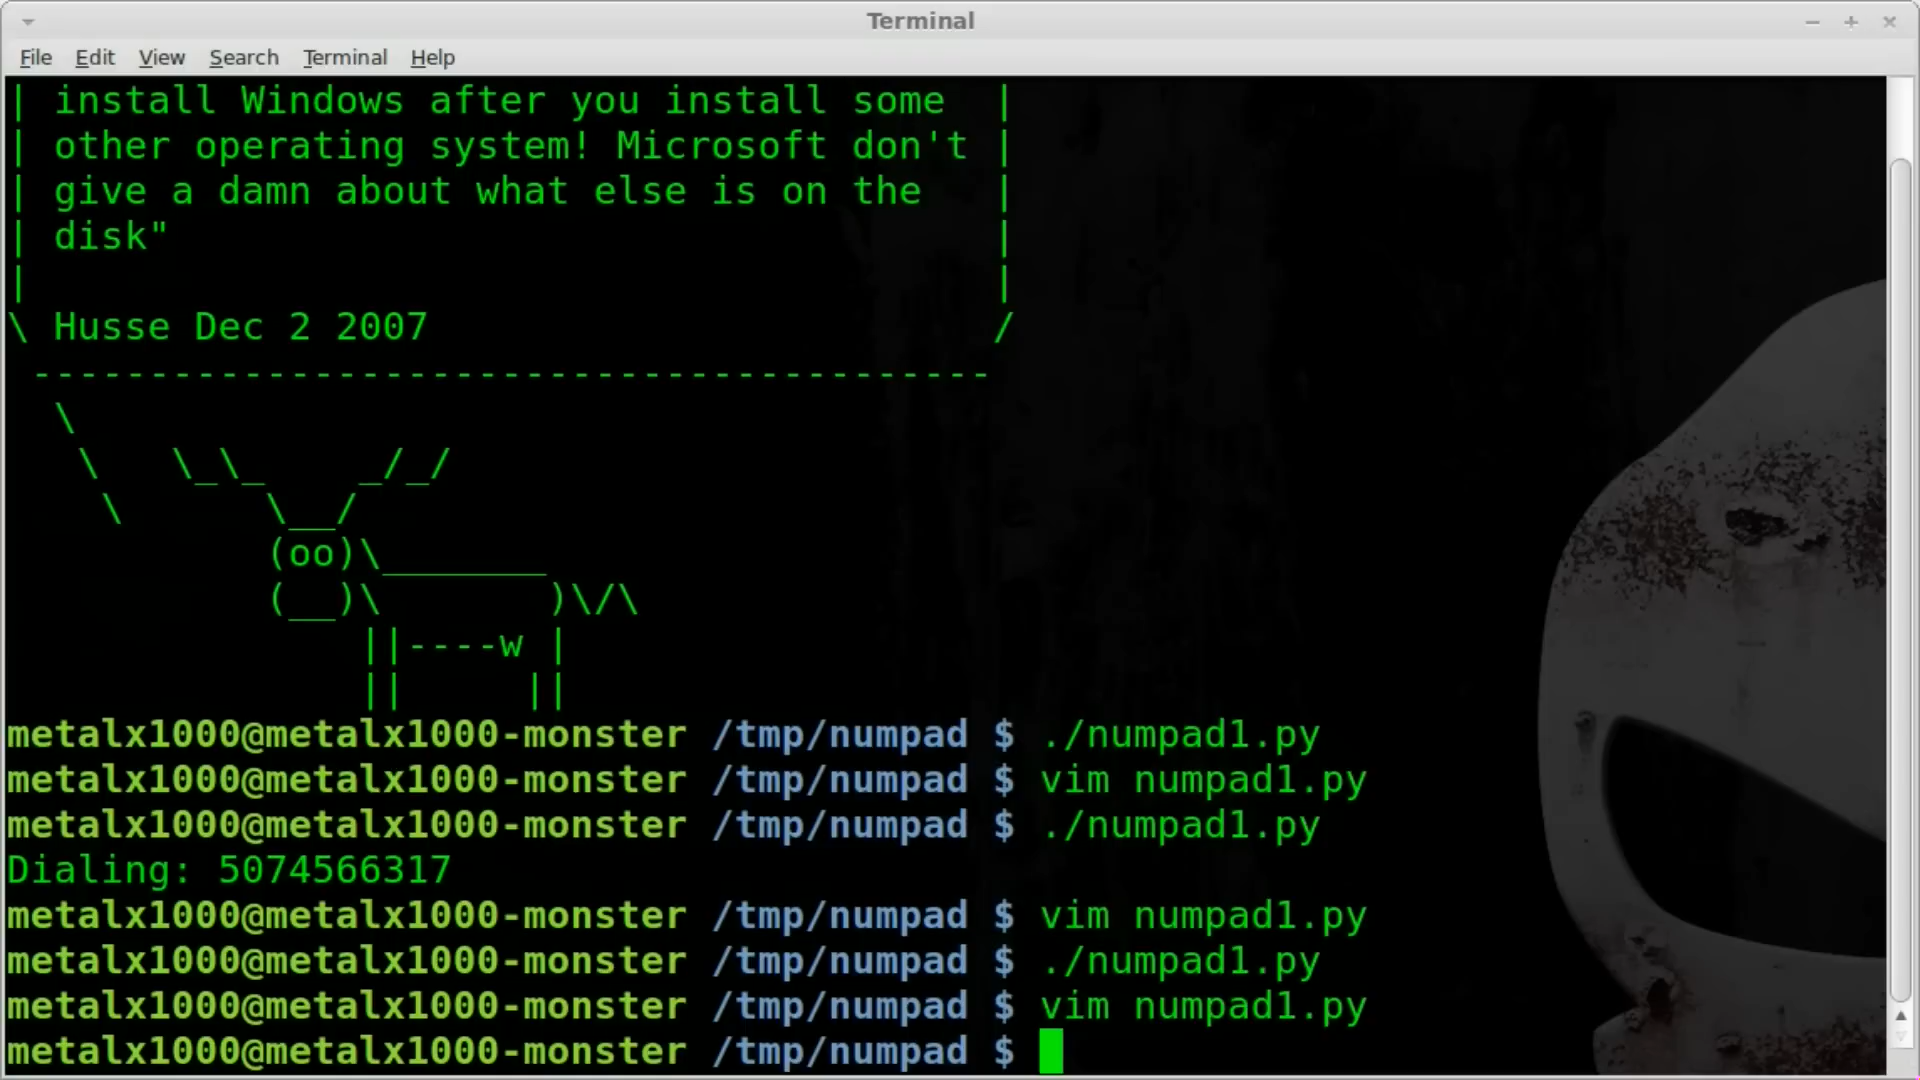 Terminal
File Edit View Search Terminal Help
| install Windows after you install some |
| other operating system! Microsoft don't |
| give a damn about what else is on the |
| disk" |
| |
\ Husse Dec 2 2007 /
 -----------------------------------------
  \
   \   \_\_    _/_/
    \      \__/
           (oo)\_______
           (__)\       )\/\
               ||----w |
               ||     ||
metalx1000@metalx1000-monster /tmp/numpad $ ./numpad1.py
metalx1000@metalx1000-monster /tmp/numpad $ vim numpad1.py
metalx1000@metalx1000-monster /tmp/numpad $ ./numpad1.py
Dialing: 5074566317
metalx1000@metalx1000-monster /tmp/numpad $ vim numpad1.py
metalx1000@metalx1000-monster /tmp/numpad $ ./numpad1.py
metalx1000@metalx1000-monster /tmp/numpad $ vim numpad1.py
metalx1000@metalx1000-monster /tmp/numpad $